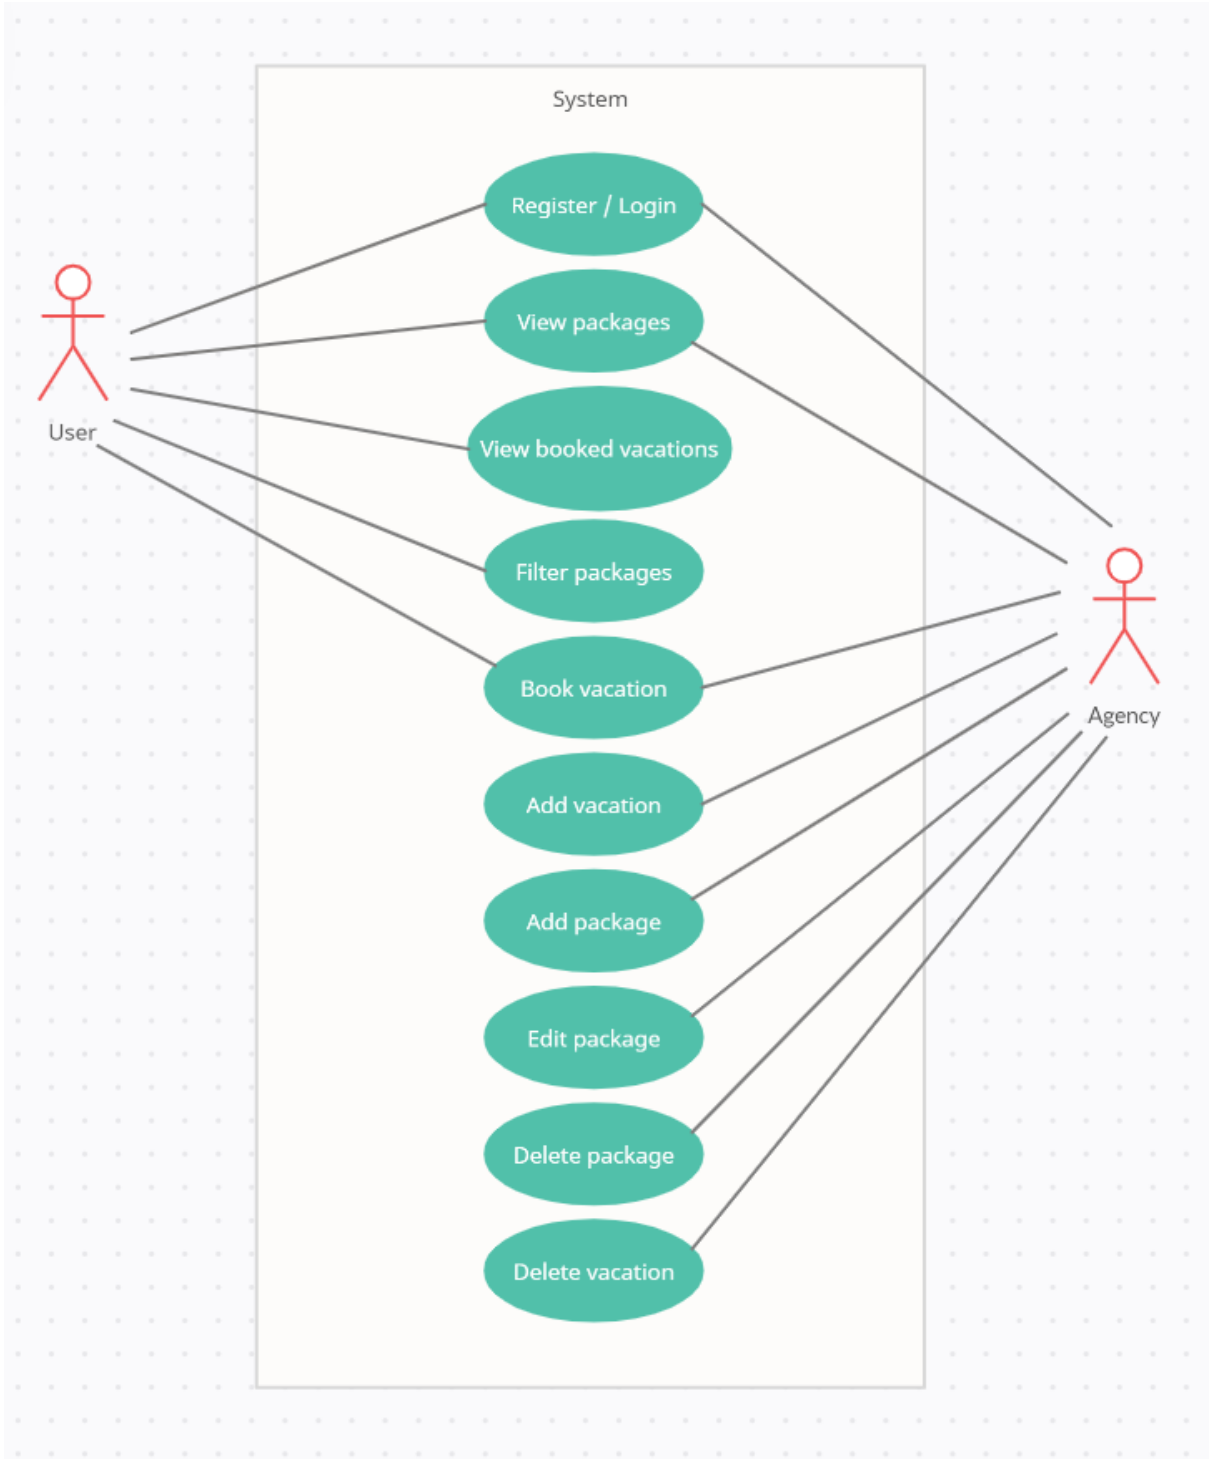 System
Register / Login
View packages
View booked vacations
User
Filter packages
Book vacation
Agency
Add vacation
Add package
Edit package
Delete package
Delete vacation